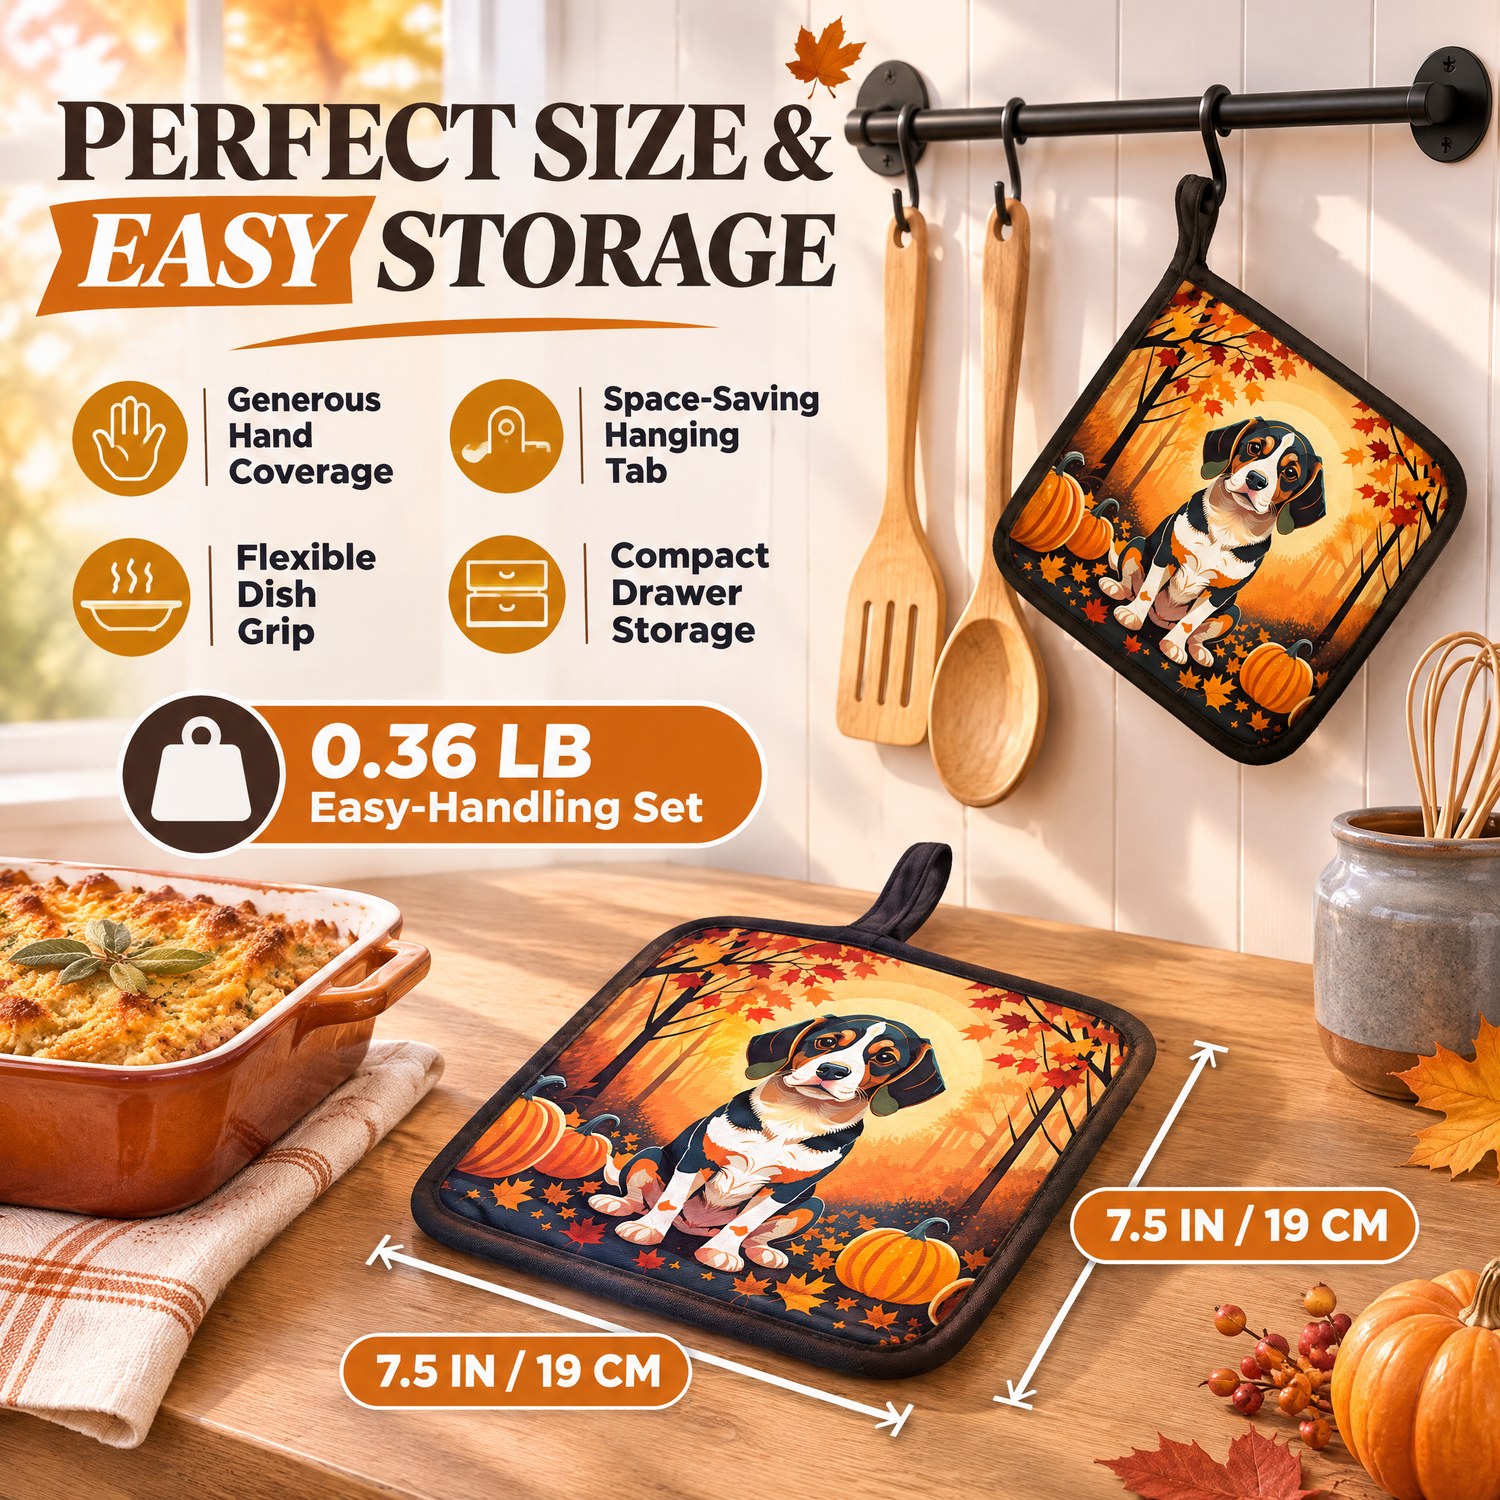 PERFECT SIZE &
EASY STORAGE
Generous
Hand
Coverage
Space-Saving
Hanging
Tab
Flexible
Dish
Grip
Compact
Drawer
Storage
0.36 LB
Easy-Handling Set
7.5 IN / 19 CM
7.5 IN / 19 CM